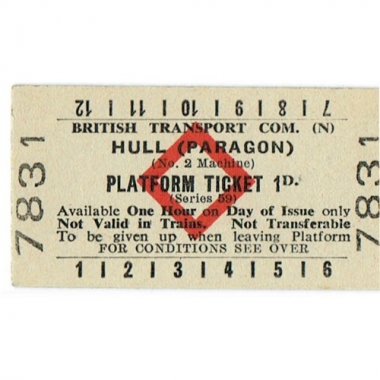 12 | 11 | 10 | 9 | 8 | 7
BRITISH TRANSPORT COM. (N)
HULL (PARAGON)
(No. 2 Machine)
PLATFORM TICKET 1D.
(Series 59)
Available One Hour on Day of Issue only
Not Valid in Trains. Not Transferable
To be given up when leaving Platform
FOR CONDITIONS SEE OVER
1 | 2 | 3 | 4 | 5 | 6
7831
7831